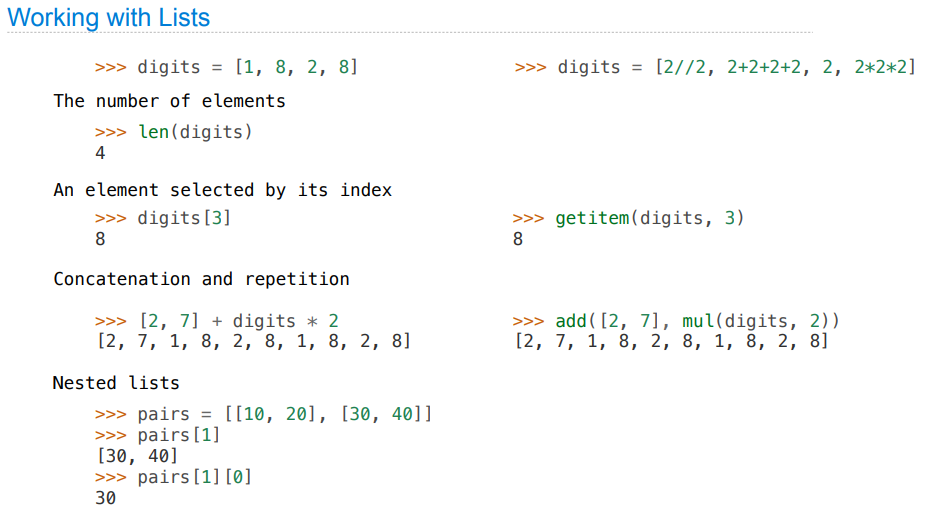 Working with Lists
>>> digits = [1, 8, 2, 8]
>>> digits = [2//2, 2+2+2+2, 2, 2*2*2]
The number of elements
>>> len(digits)
4
An element selected by its index
>>> digits[3]
8
>>> getitem(digits, 3)
8
Concatenation and repetition
>>> [2, 7] + digits * 2
[2, 7, 1, 8, 2, 8, 1, 8, 2, 8]
>>> add([2, 7], mul(digits, 2))
[2, 7, 1, 8, 2, 8, 1, 8, 2, 8]
Nested lists
>>> pairs = [[10, 20], [30, 40]]
>>> pairs[1]
[30, 40]
>>> pairs[1][0]
30